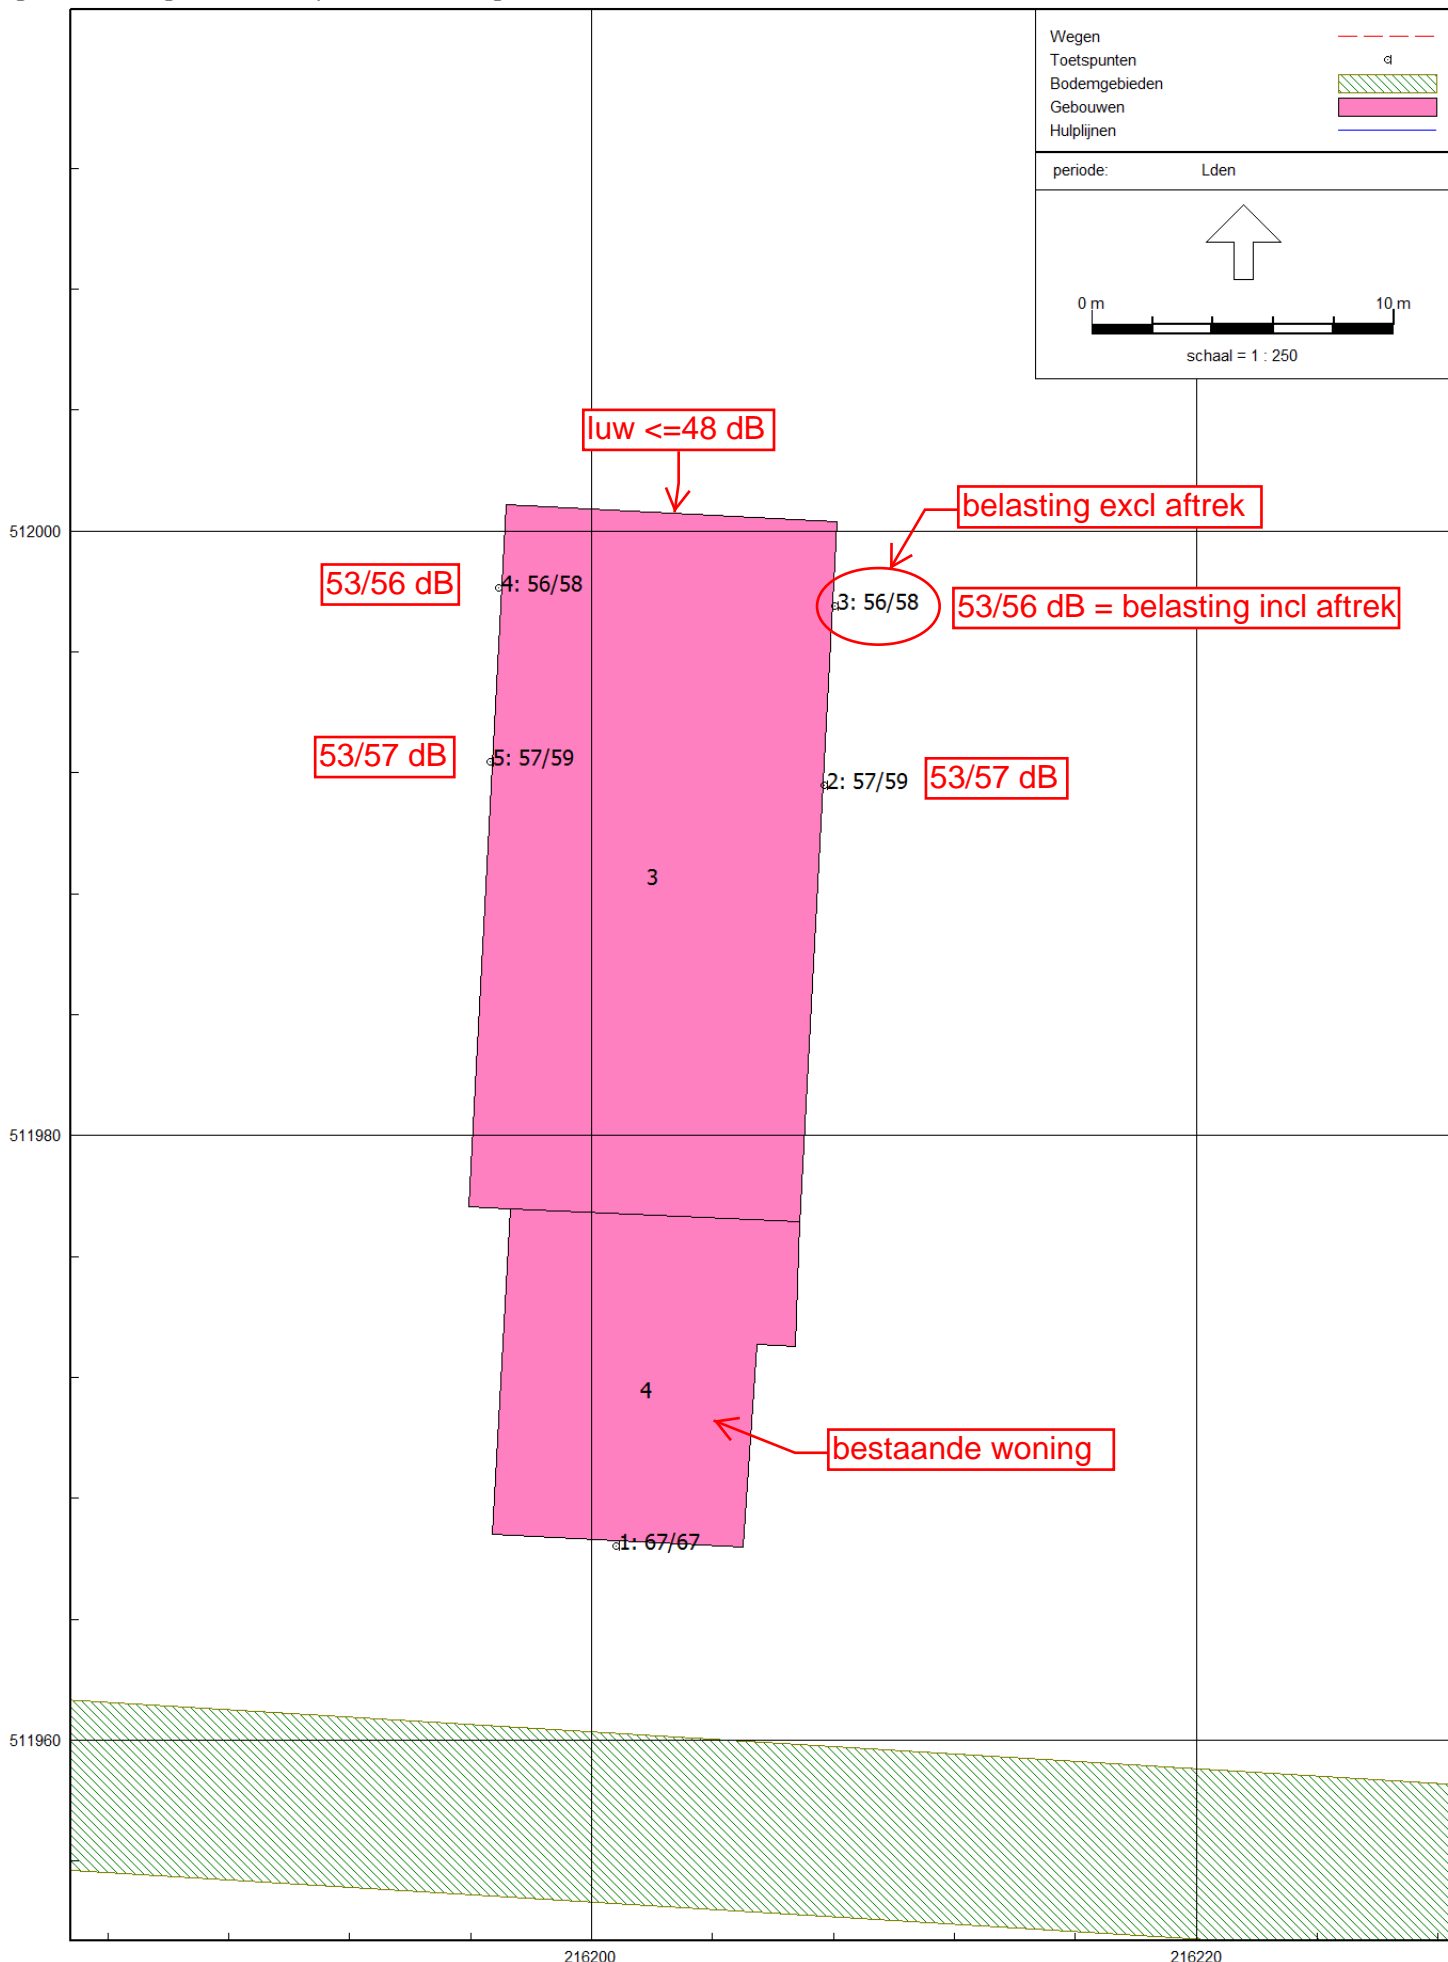 Wegen
Toetspunten
Bodemgebieden
Gebouwen
Hulplijnen
periode: Lden
0 m 10 m
schaal = 1 : 250
luw <=48 dB
belasting excl aftrek
512000
53/56 dB
4: 56/58
3: 56/58
53/56 dB = belasting incl aftrek
53/57 dB
5: 57/59
2: 57/59
53/57 dB
3
511980
4
bestaande woning
1: 67/67
511960
216200 216220